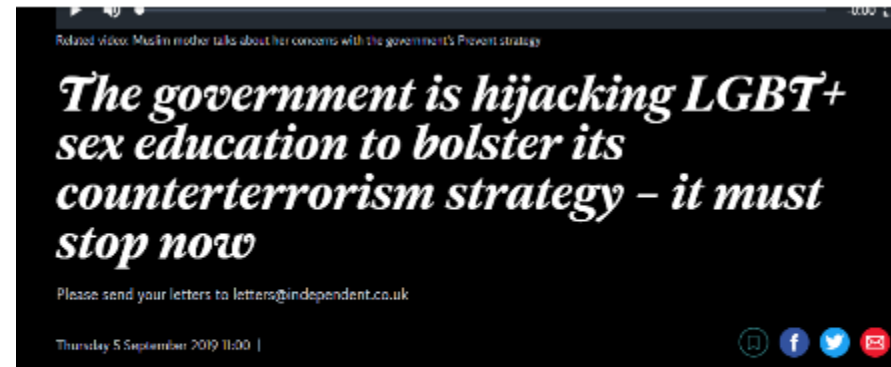 -0:00
Related video: Muslim mother talks about her concerns with the government's Prevent strategy
The government is hijacking LGBT+
sex education to bolster its
counterterrorism strategy – it must
stop now
Please send your letters to letters@independent.co.uk
Thursday 5 September 2019 11:00 |